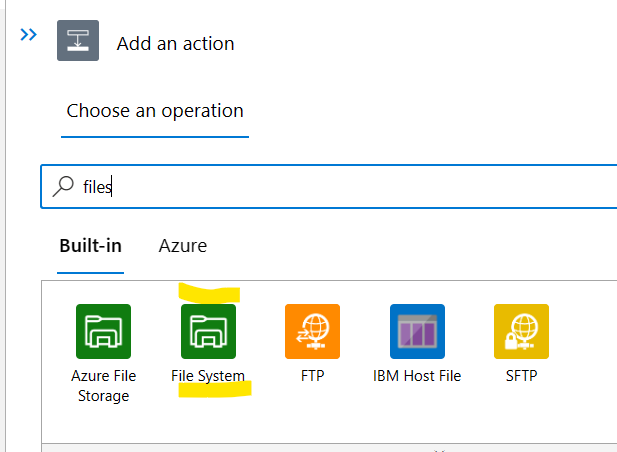 Add an action
Choose an operation
files
Built-in
Azure
Azure File
Storage
File System
FTP
IBM Host File
SFTP